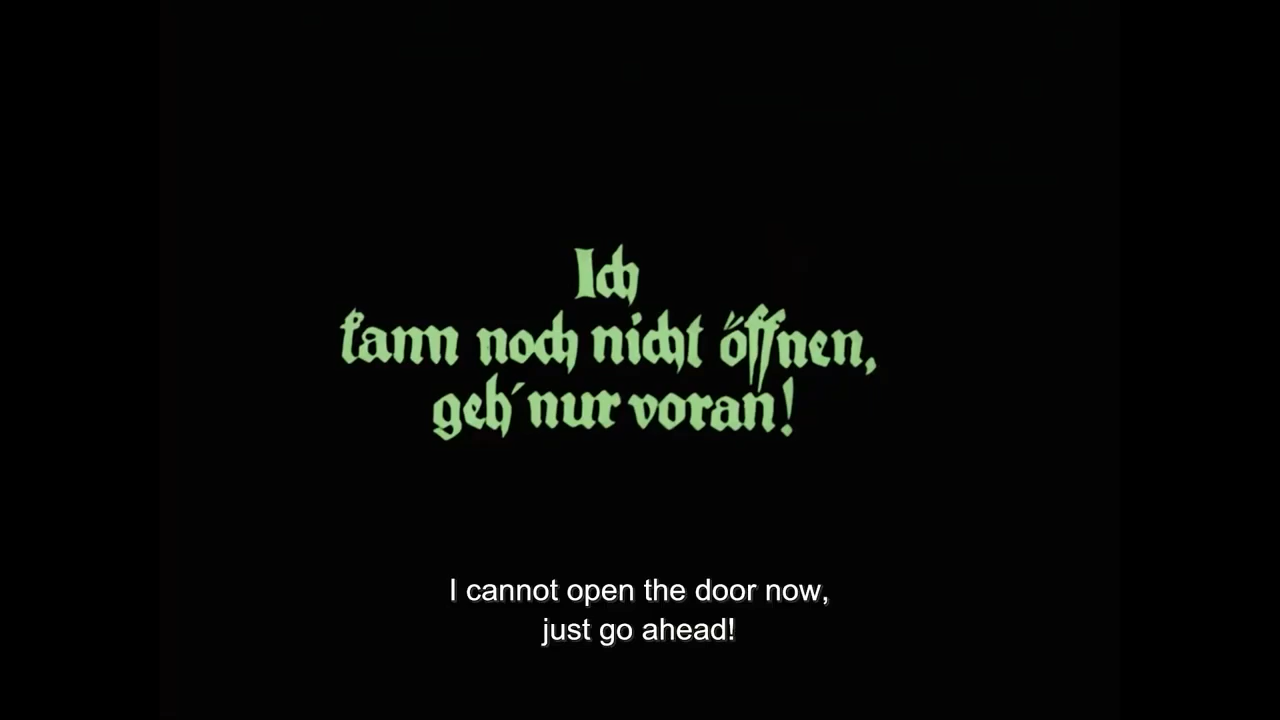 Ich
kann noch nicht öffnen,
geh´nur voran!
I cannot open the door now,
just go ahead!